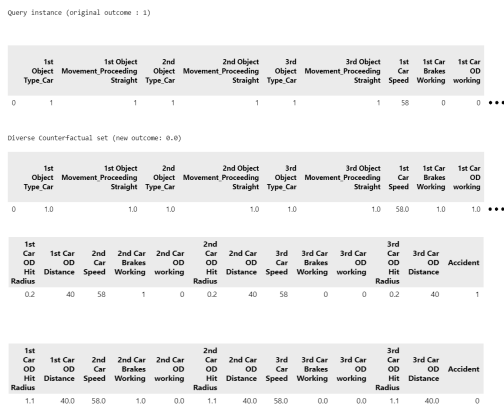 Query instance (original outcome : 1)
1st Object Type_Car 1st Object Movement_Proceeding Straight 2nd Object Type_Car 2nd Object Movement_Proceeding Straight 3rd Object Type_Car 3rd Object Movement_Proceeding Straight 1st Car Speed 1st Car Brakes Working 1st Car OD working
0 1 1 1 1 1 1 58 0 0 •••
Diverse Counterfactual set (new outcome: 0.0)
1st Object Type_Car 1st Object Movement_Proceeding Straight 2nd Object Type_Car 2nd Object Movement_Proceeding Straight 3rd Object Type_Car 3rd Object Movement_Proceeding Straight 1st Car Speed 1st Car Brakes Working 1st Car OD working
0 1.0 1.0 1.0 1.0 1.0 1.0 58.0 1.0 1.0 •••
1st Car OD Hit Radius 1st Car OD Distance 2nd Car Speed 2nd Car Brakes Working 2nd Car OD working 2nd Car OD Hit Radius 2nd Car OD Distance 3rd Car Speed 3rd Car Brakes Working 3rd Car OD working 3rd Car OD Hit Radius 3rd Car OD Distance Accident
0.2 40 58 1 0 0.2 40 58 0 0 0.2 40 1
1st Car OD Hit Radius 1st Car OD Distance 2nd Car Speed 2nd Car Brakes Working 2nd Car OD working 2nd Car OD Hit Radius 2nd Car OD Distance 3rd Car Speed 3rd Car Brakes Working 3rd Car OD working 3rd Car OD Hit Radius 3rd Car OD Distance Accident
1.1 40.0 58.0 1.0 0.0 1.1 40.0 58.0 0.0 0.0 1.1 40.0 0